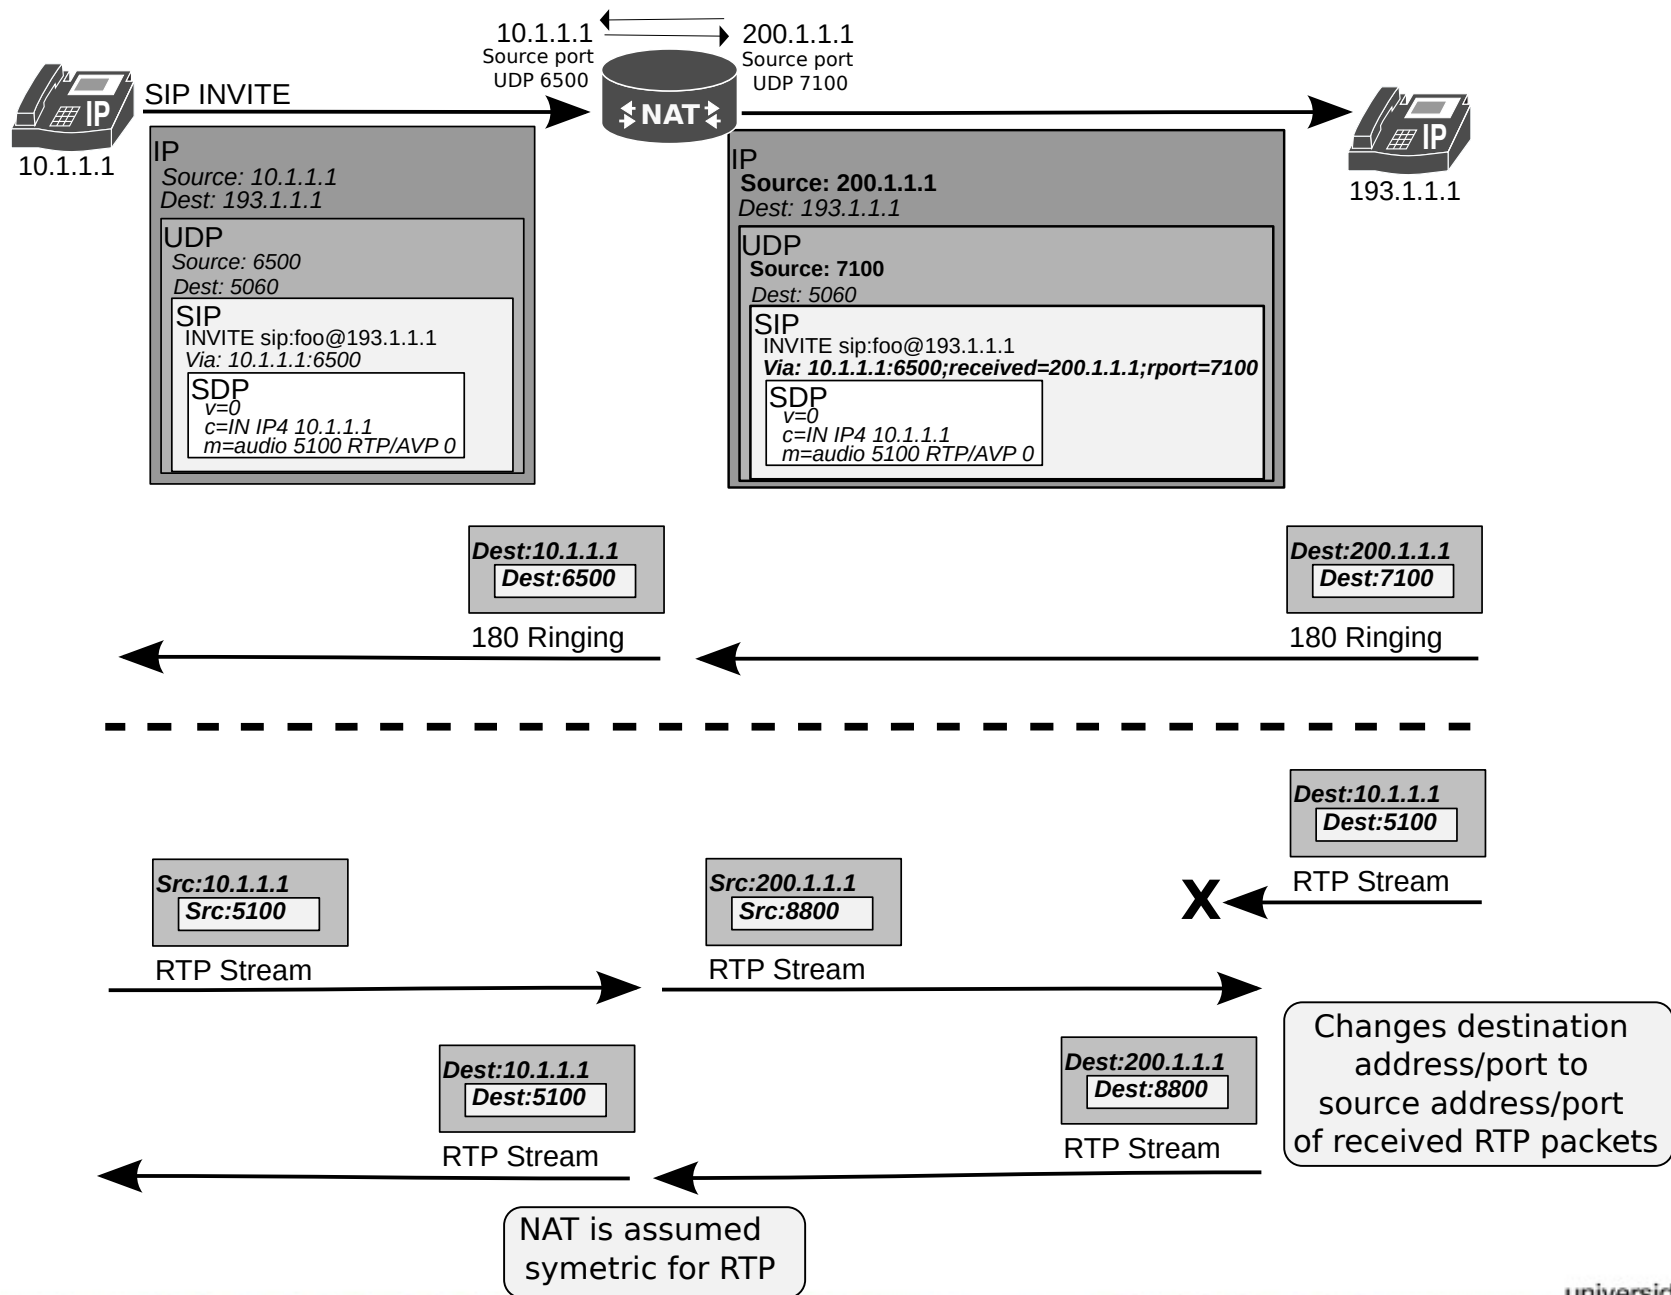 10.1.1.1
Source port
UDP 6500
200.1.1.1
Source port
UDP 7100
IP
10.1.1.1
SIP INVITE
NAT
IP
193.1.1.1
IP
Source: 10.1.1.1
Dest: 193.1.1.1
UDP
Source: 6500
Dest: 5060
SIP
INVITE sip:foo@193.1.1.1
Via: 10.1.1.1:6500
SDP
v=0
c=IN IP4 10.1.1.1
m=audio 5100 RTP/AVP 0
IP
Source: 200.1.1.1
Dest: 193.1.1.1
UDP
Source: 7100
Dest: 5060
SIP
INVITE sip:foo@193.1.1.1
Via: 10.1.1.1:6500;received=200.1.1.1;rport=7100
SDP
v=0
c=IN IP4 10.1.1.1
m=audio 5100 RTP/AVP 0
Dest:10.1.1.1
Dest:6500
180 Ringing
Dest:200.1.1.1
Dest:7100
180 Ringing
Dest:10.1.1.1
Dest:5100
RTP Stream
X
Src:10.1.1.1
Src:5100
RTP Stream
Src:200.1.1.1
Src:8800
RTP Stream
Changes destination
address/port to
source address/port
of received RTP packets
Dest:10.1.1.1
Dest:5100
RTP Stream
Dest:200.1.1.1
Dest:8800
RTP Stream
NAT is assumed
symetric for RTP